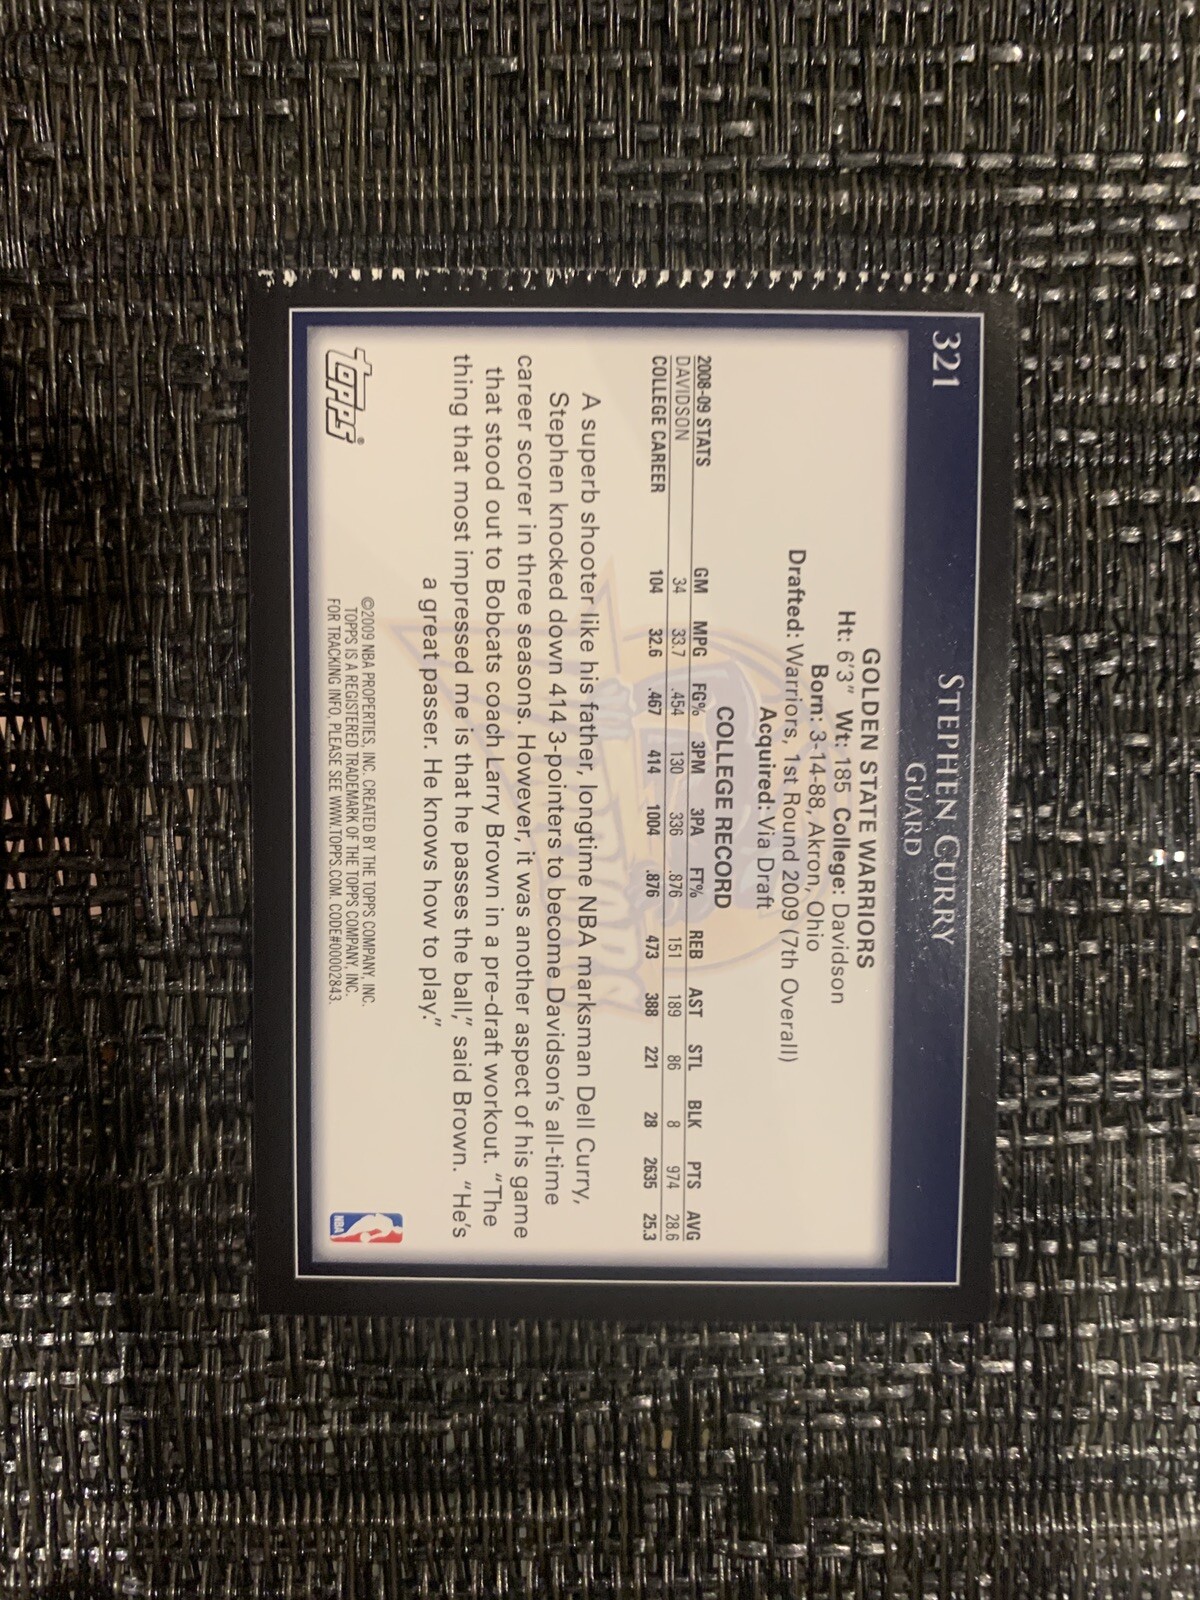 321
STEPHEN CURRY
GUARD
GOLDEN STATE WARRIORS
Ht: 6'3" Wt: 185 College: Davidson
Born: 3-14-88, Akron, Ohio
Drafted: Warriors, 1st Round 2009 (7th Overall)
Acquired: Via Draft
COLLEGE RECORD
2008-09 STATS GM MPG FG% 3PM 3PA FT% REB AST STL BLK PTS AVG
DAVIDSON 34 33.7 .454 130 336 .876 151 189 86 8 974 28.6
COLLEGE CAREER 104 32.6 .467 414 1004 .876 473 388 221 28 2635 25.3
A superb shooter like his father, longtime NBA marksman Dell Curry,
Stephen knocked down 414 3-pointers to become Davidson's all-time
career scorer in three seasons. However, it was another aspect of his game
that stood out to Bobcats coach Larry Brown in a pre-draft workout. "The
thing that most impressed me is that he passes the ball," said Brown. "He's
a great passer. He knows how to play."
topps®
©2009 NBA PROPERTIES, INC. CREATED BY THE TOPPS COMPANY, INC.
TOPPS IS A REGISTERED TRADEMARK OF THE TOPPS COMPANY, INC.
FOR TRACKING INFO, PLEASE SEE WWW.TOPPS.COM. CODE#00002843.
NBA
WARRIORS